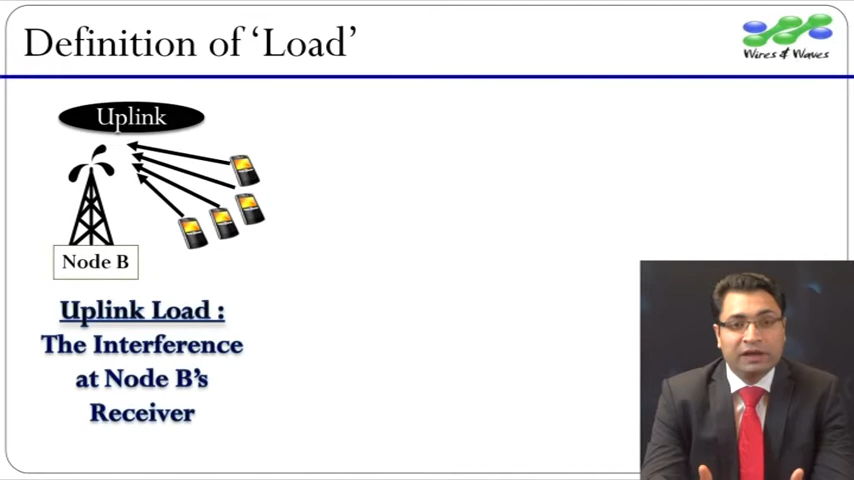 Definition of ‘Load’
Wires & Waves
Uplink
Node B
Uplink Load :
The Interference
at Node B’s
Receiver